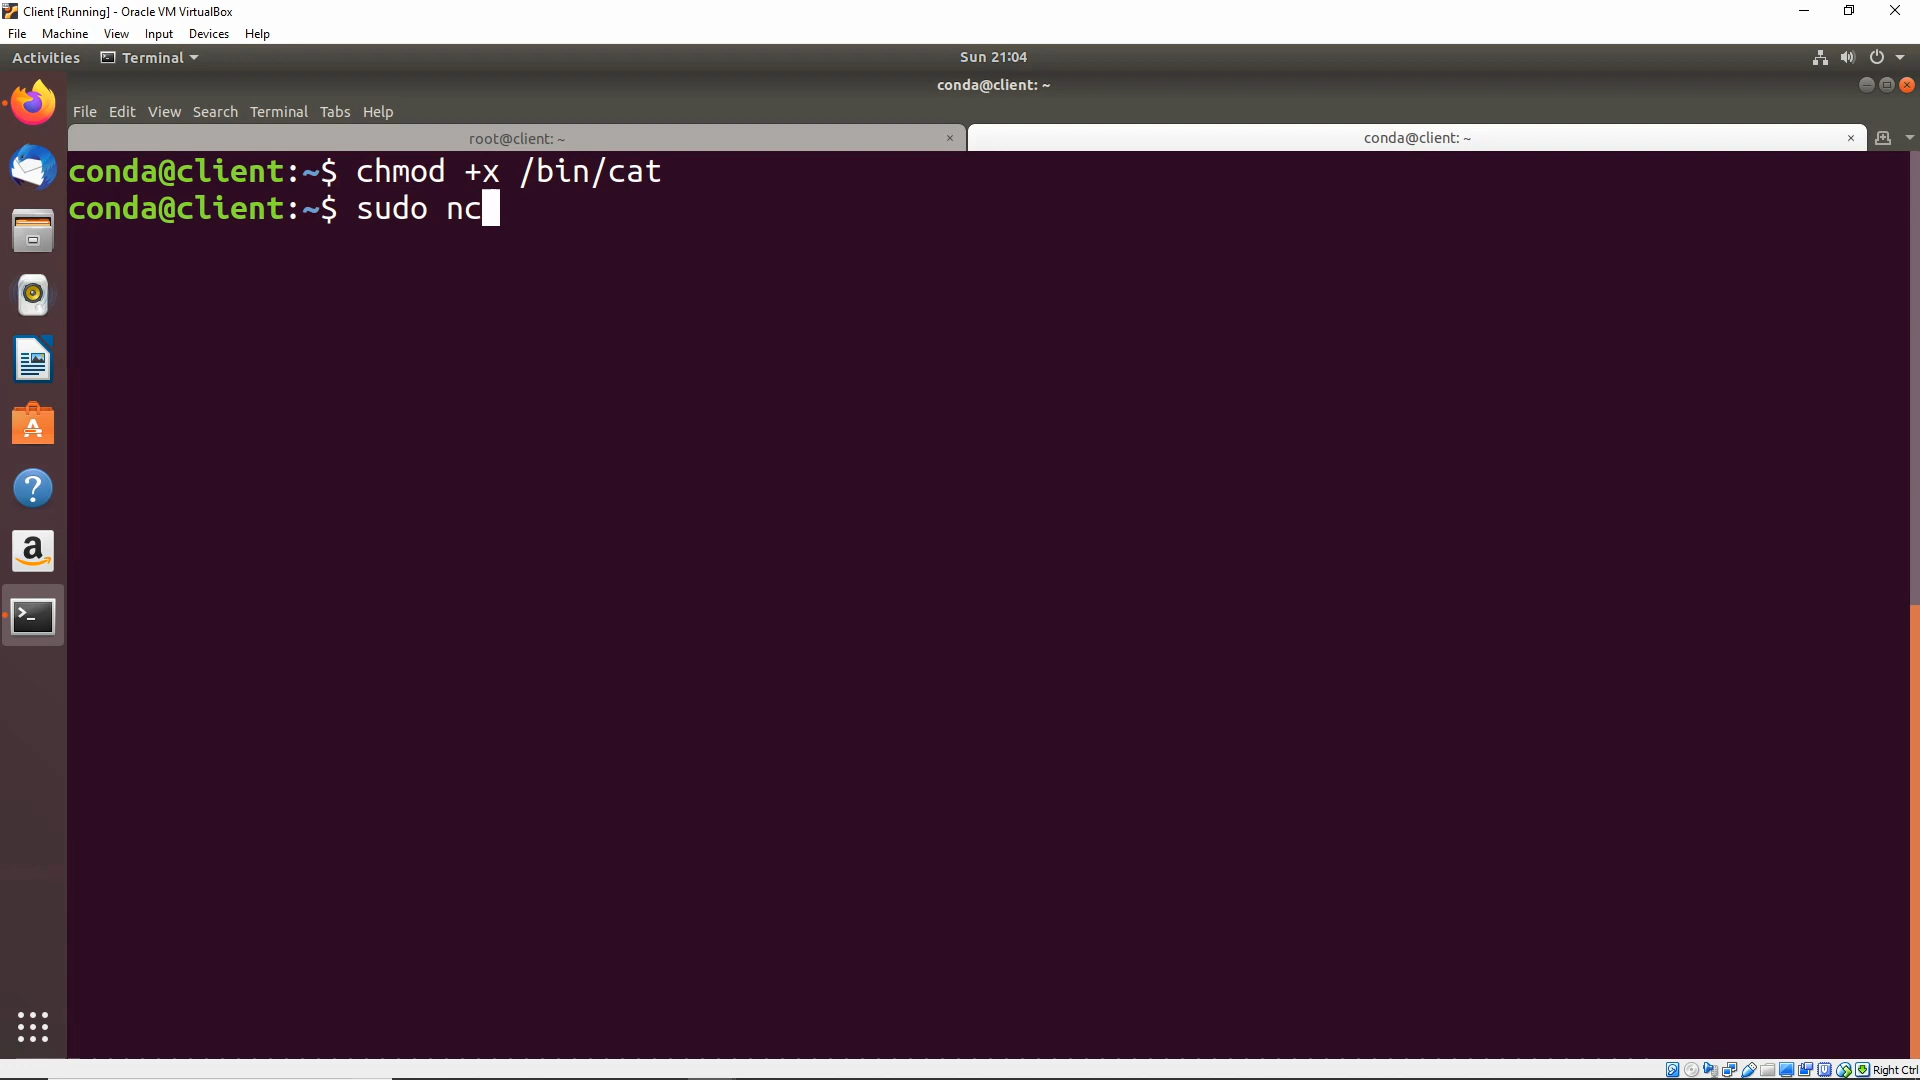 Client [Running] - Oracle VM VirtualBox
File Machine View Input Devices Help
Activities Terminal Sun 21:04
conda@client: ~
File Edit View Search Terminal Tabs Help
root@client: ~ × conda@client: ~ ×
conda@client:~$ chmod +x /bin/cat
conda@client:~$ sudo nc
Right Ctrl